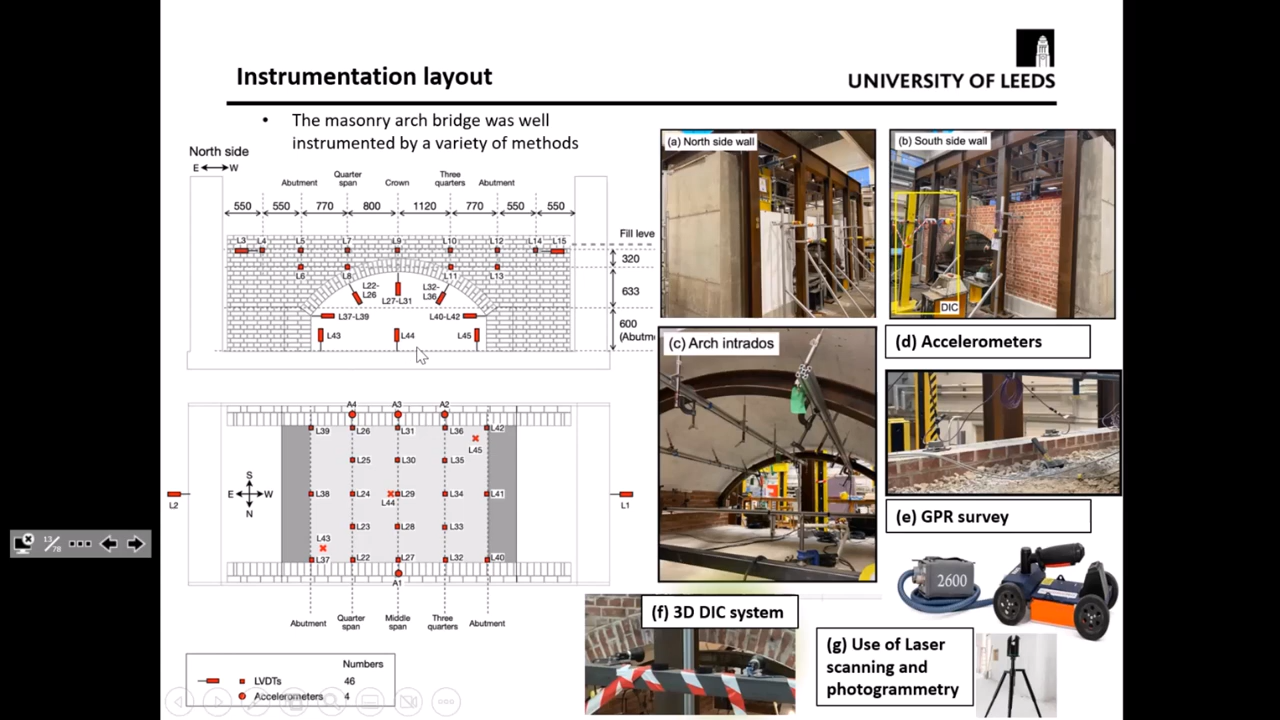 Instrumentation layout
UNIVERSITY OF LEEDS
• The masonry arch bridge was well
instrumented by a variety of methods
North side
E W
Abutment
Quarter
span
Crown
Three
quarters
Abutment
550 550 770 800 1120 770 550 550
L3 L4 L5 L7 L9 L10 L12 L14 L15
Fill leve
L6 L8 L11 L13
320
L22-
L26
L27-L31
L32-
L36
633
L37-L39
L40-L42
L43 L44 L45
600
(Abutm
A4 A3 A2
L39 L26 L31 L36 L42
L45
L25 L30 L35
S
E W
N
L2
L38 L24 L29 L34 L41
L44
L1
L23 L28 L33
L43
L37 L22 L27 L32 L40
A1
Abutment
Quarter
span
Middle
span
Three
quarters
Abutment
Numbers
LVDTs 46
Accelerometers 4
(a) North side wall
(b) South side wall
DIC
(c) Arch intrados
(d) Accelerometers
(e) GPR survey
2600
(f) 3D DIC system
(g) Use of Laser
scanning and
photogrammetry
13/78